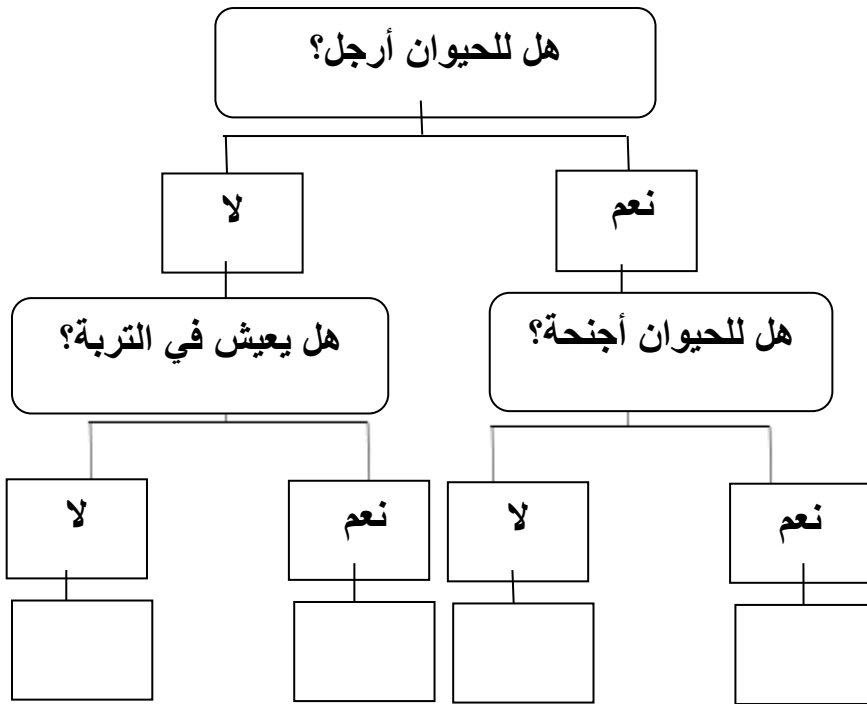 هل للحيوان أرجل؟
نعم
لا
هل للحيوان أجنحة؟
هل يعيش في التربة؟
نعم
لا
نعم
لا